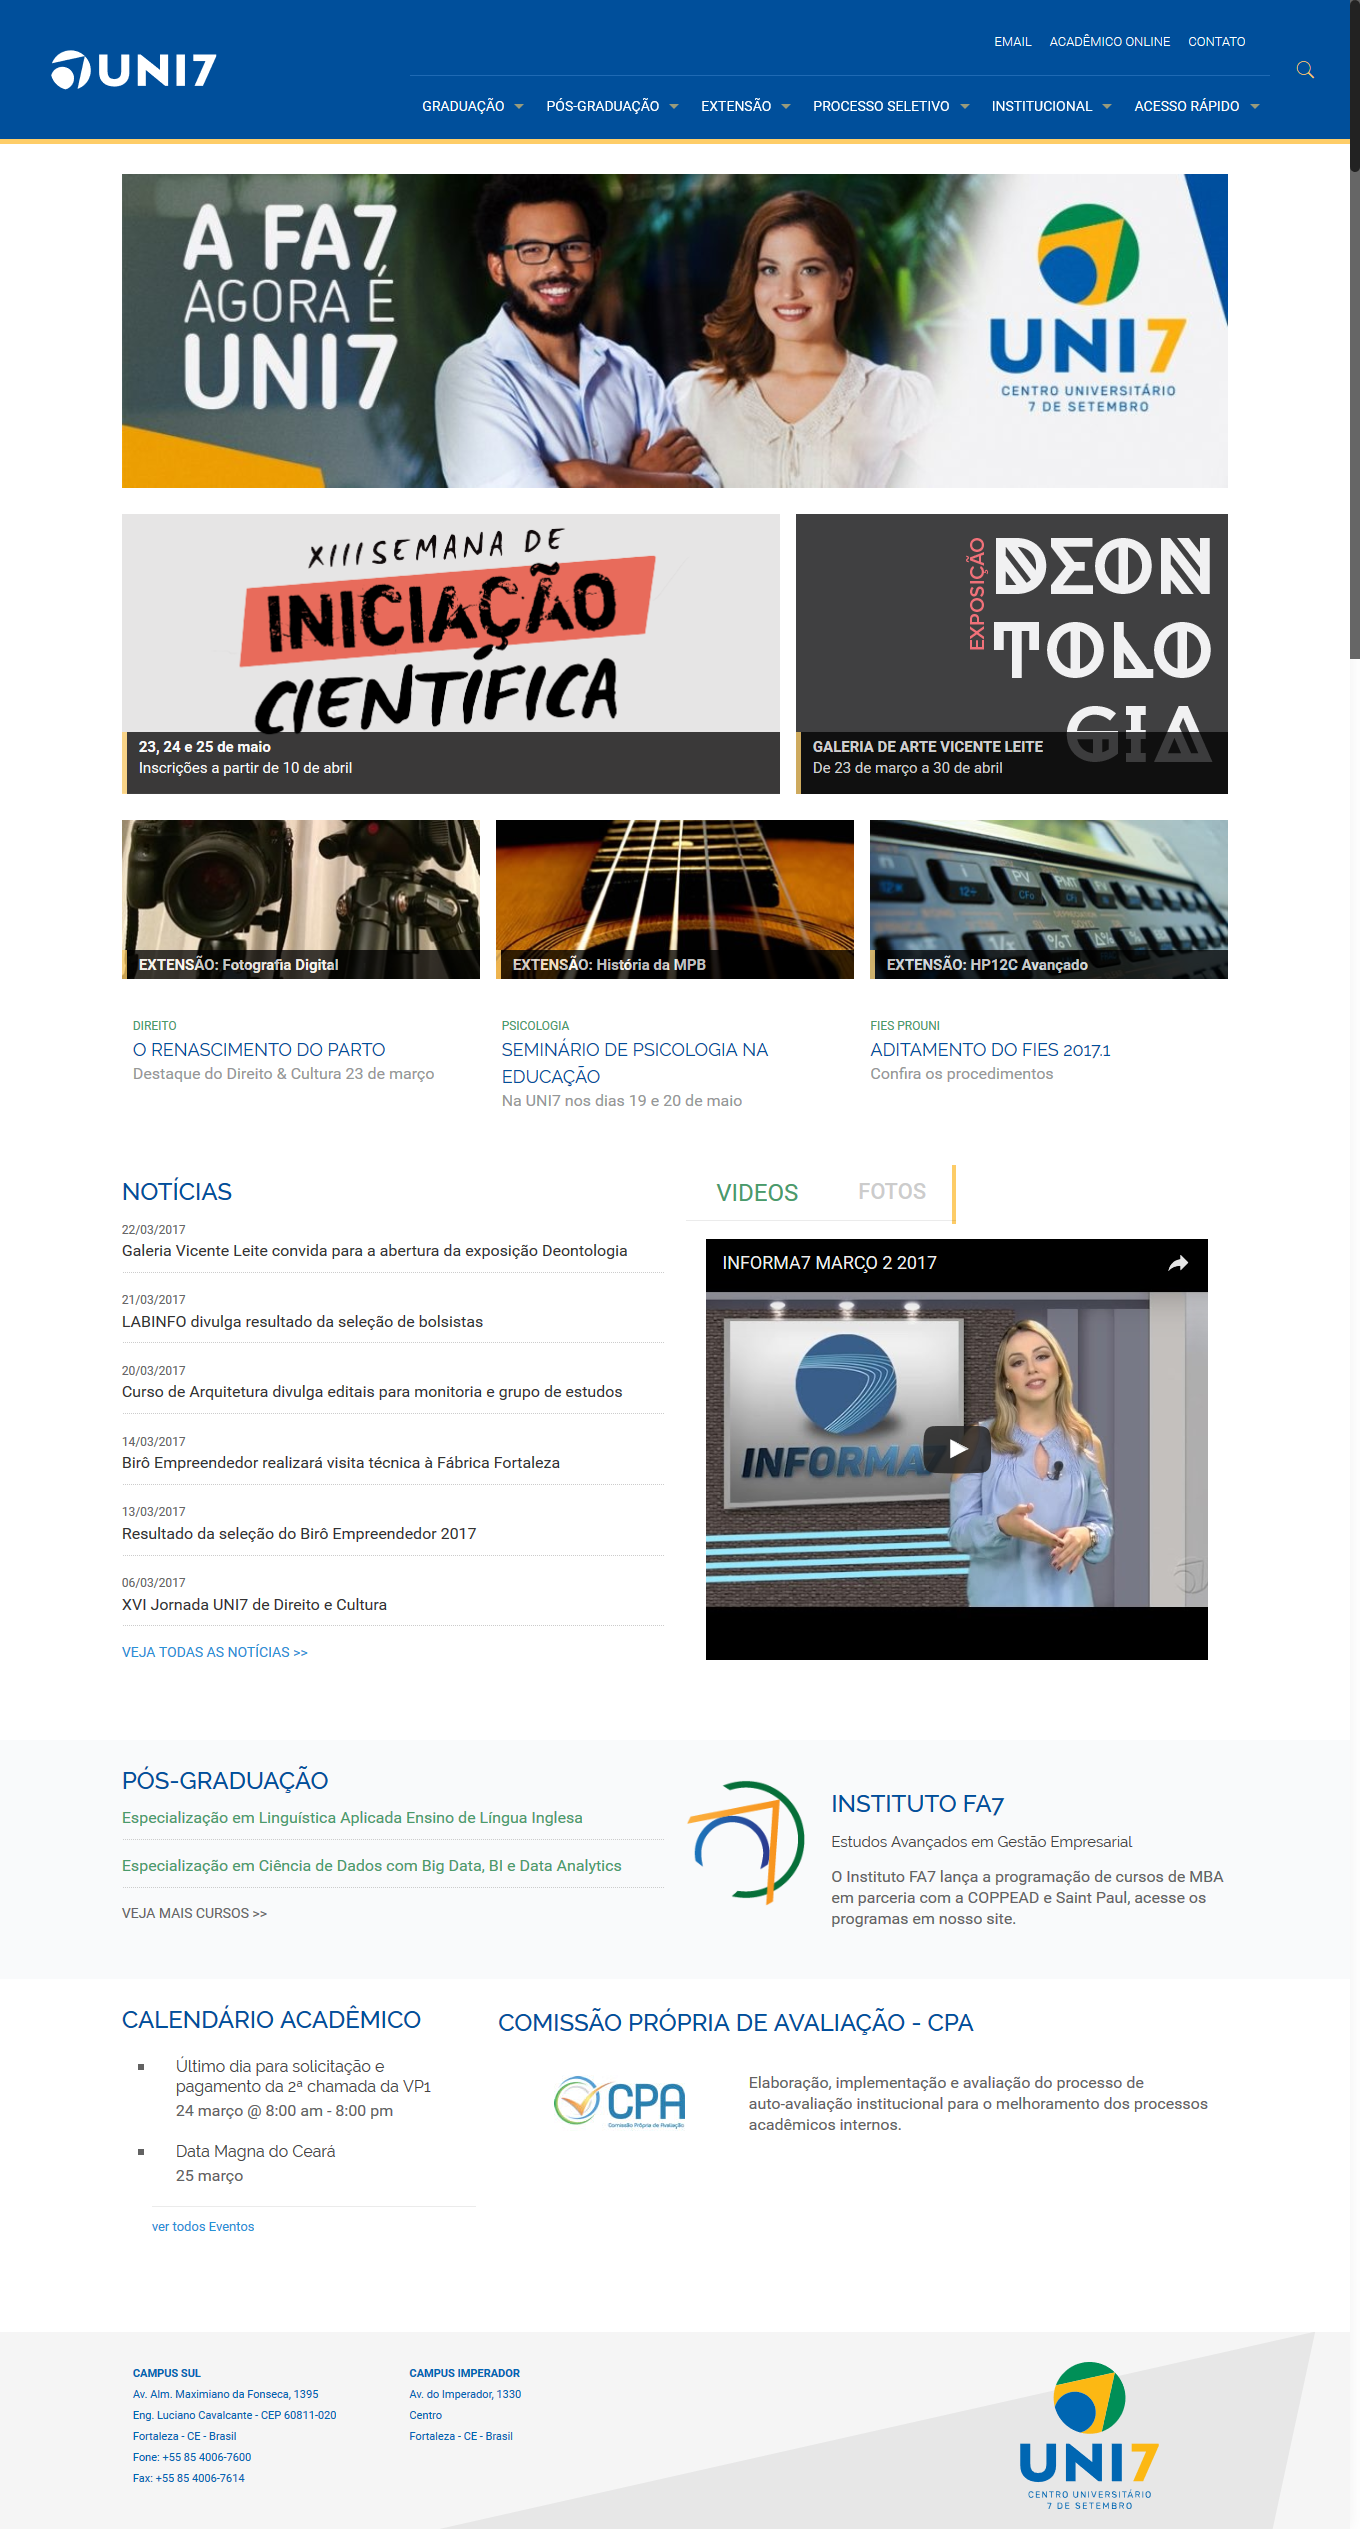 UNI7
EMAIL ACADÊMICO ONLINE CONTATO
GRADUAÇÃO PÓS-GRADUAÇÃO EXTENSÃO PROCESSO SELETIVO INSTITUCIONAL ACESSO RÁPIDO
A FA7
AGORA É
UNI7
UNI7
CENTRO UNIVERSITÁRIO
7 DE SETEMBRO
XIII SEMANA DE
INICIAÇÃO
CIENTÍFICA
23, 24 e 25 de maio
Inscrições a partir de 10 de abril
EXPOSIÇÃO
DEON
TOLO
GIA
GALERIA DE ARTE VICENTE LEITE
De 23 de março a 30 de abril
EXTENSÃO: Fotografia Digital
EXTENSÃO: História da MPB
EXTENSÃO: HP12C Avançado
DIREITO
O RENASCIMENTO DO PARTO
Destaque do Direito & Cultura 23 de março
PSICOLOGIA
SEMINÁRIO DE PSICOLOGIA NA
EDUCAÇÃO
Na UNI7 nos dias 19 e 20 de maio
FIES PROUNI
ADITAMENTO DO FIES 2017.1
Confira os procedimentos
NOTÍCIAS
22/03/2017
Galeria Vicente Leite convida para a abertura da exposição Deontologia
21/03/2017
LABINFO divulga resultado da seleção de bolsistas
20/03/2017
Curso de Arquitetura divulga editais para monitoria e grupo de estudos
14/03/2017
Birô Empreendedor realizará visita técnica à Fábrica Fortaleza
13/03/2017
Resultado da seleção do Birô Empreendedor 2017
06/03/2017
XVI Jornada UNI7 de Direito e Cultura
VEJA TODAS AS NOTÍCIAS >>
VIDEOS FOTOS
INFORMA7 MARÇO 2 2017
INFORMA
PÓS-GRADUAÇÃO
Especialização em Linguística Aplicada Ensino de Língua Inglesa
Especialização em Ciência de Dados com Big Data, BI e Data Analytics
VEJA MAIS CURSOS >>
INSTITUTO FA7
Estudos Avançados em Gestão Empresarial
O Instituto FA7 lança a programação de cursos de MBA
em parceria com a COPPEAD e Saint Paul, acesse os
programas em nosso site.
CALENDÁRIO ACADÊMICO
Último dia para solicitação e
pagamento da 2ª chamada da VP1
24 março @ 8:00 am - 8:00 pm
Data Magna do Ceará
25 março
ver todos Eventos
COMISSÃO PRÓPRIA DE AVALIAÇÃO - CPA
CPA
Comissão Própria de Avaliação
Elaboração, implementação e avaliação do processo de
auto-avaliação institucional para o melhoramento dos processos
acadêmicos internos.
CAMPUS SUL
Av. Alm. Maximiano da Fonseca, 1395
Eng. Luciano Cavalcante - CEP 60811-020
Fortaleza - CE - Brasil
Fone: +55 85 4006-7600
Fax: +55 85 4006-7614
CAMPUS IMPERADOR
Av. do Imperador, 1330
Centro
Fortaleza - CE - Brasil
UNI7
CENTRO UNIVERSITÁRIO
7 DE SETEMBRO